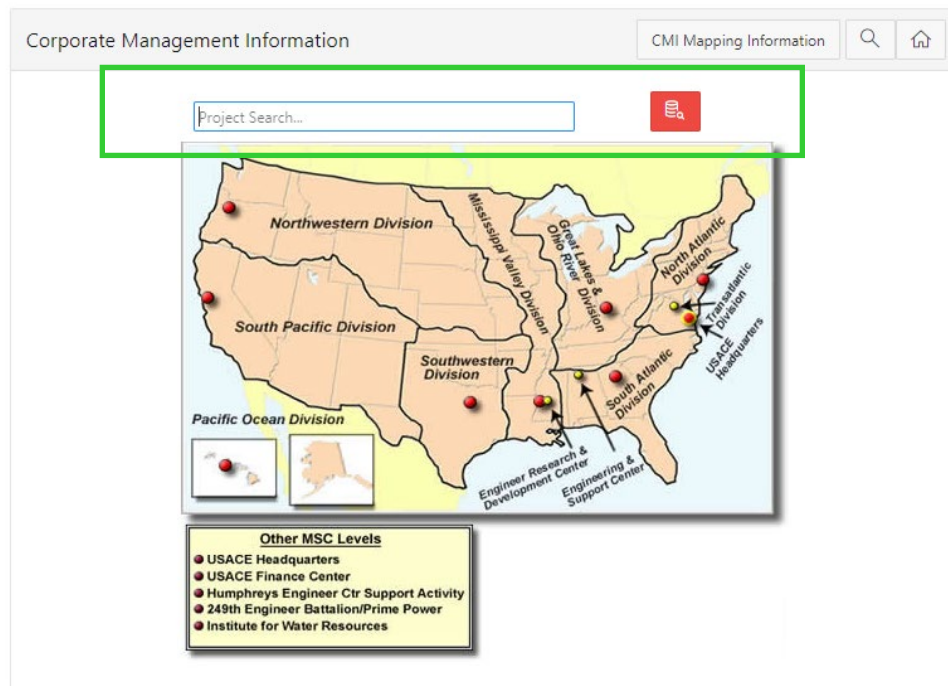 Corporate Management Information
CMI Mapping Information
Project Search...
Northwestern Division
Mississippi Valley Division
Great Lakes &
Ohio River
Division
North Atlantic
Division
Transatlantic
Division
USACE
Headquarters
South Pacific Division
Southwestern
Division
South Atlantic
Division
Pacific Ocean Division
Engineer Research &
Development Center
Engineering &
Support Center
Other MSC Levels
USACE Headquarters
USACE Finance Center
Humphreys Engineer Ctr Support Activity
249th Engineer Battalion/Prime Power
Institute for Water Resources